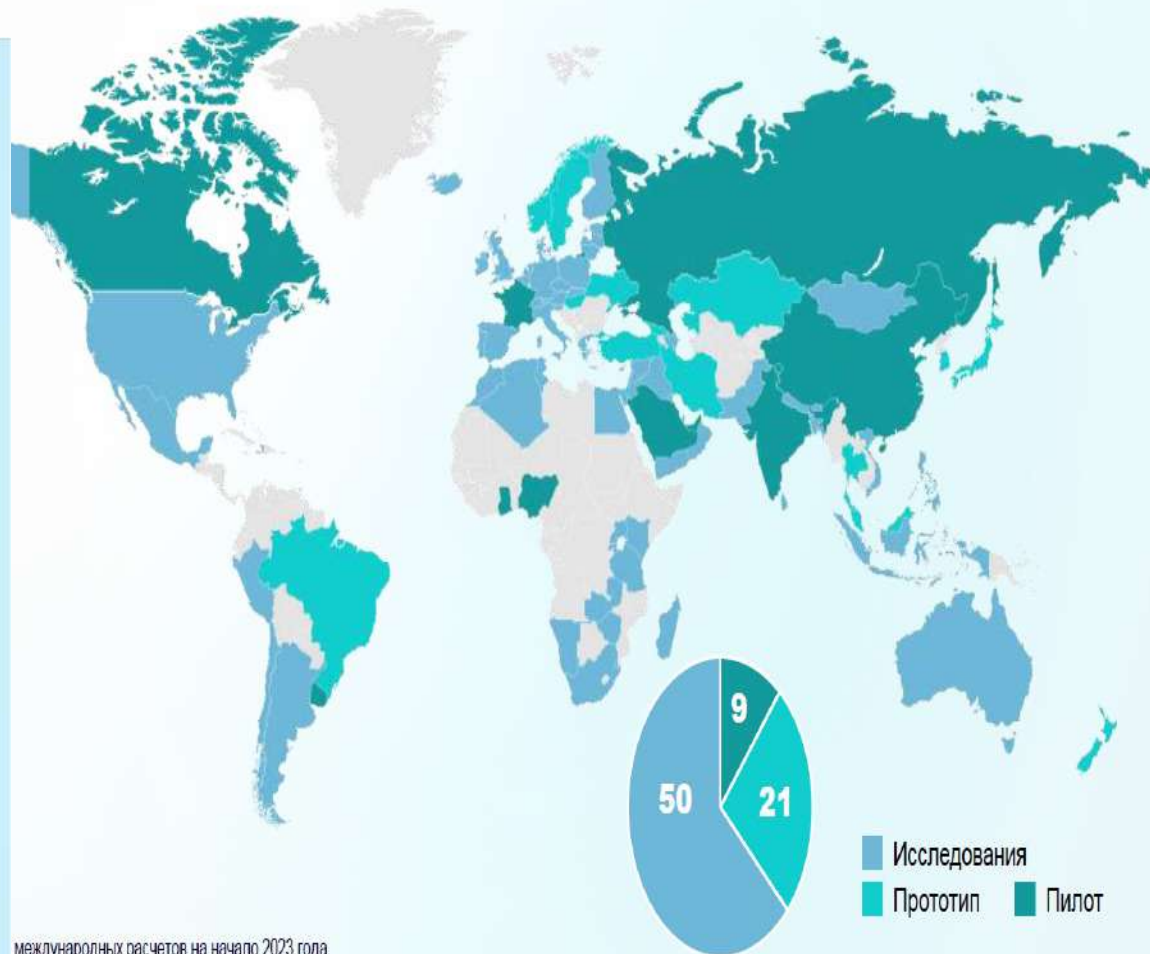 9
50
21
Исследования
Прототип Пилот
международных расчетов на начало 2023 года